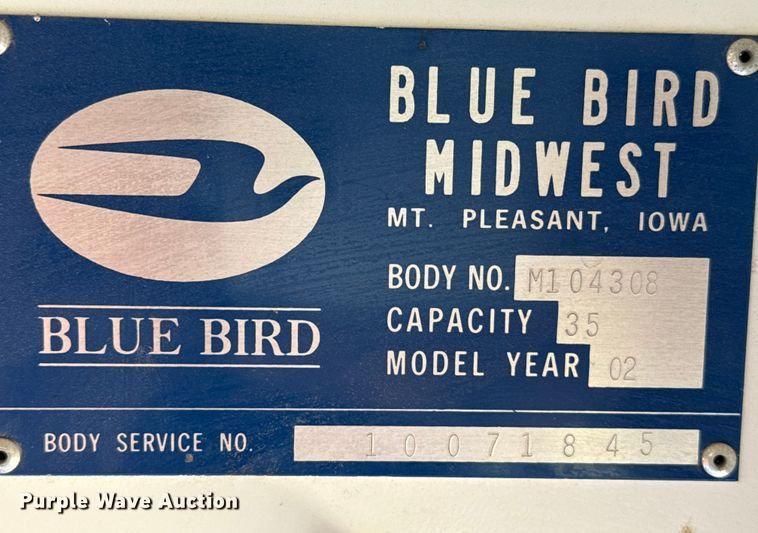 BLUE BIRD
BLUE BIRD
MIDWEST
MT. PLEASANT, IOWA
BODY NO. M104308
CAPACITY 35
MODEL YEAR 02
BODY SERVICE NO. 10071845
Purple Wave Auction